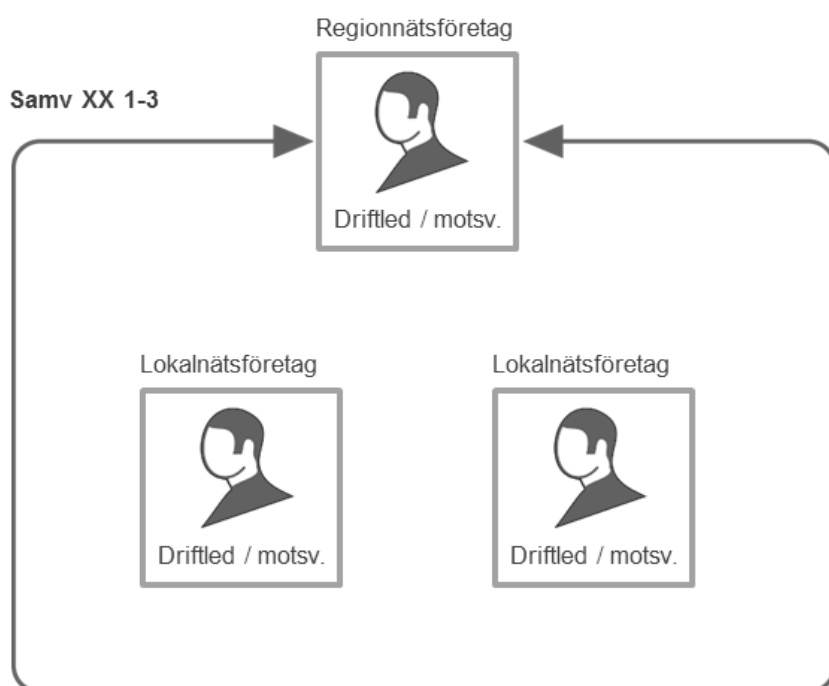 Regionnätsföretag
Samv XX 1-3
Driftled / motsv.
Lokalnätsföretag
Lokalnätsföretag
Driftled / motsv.
Driftled / motsv.